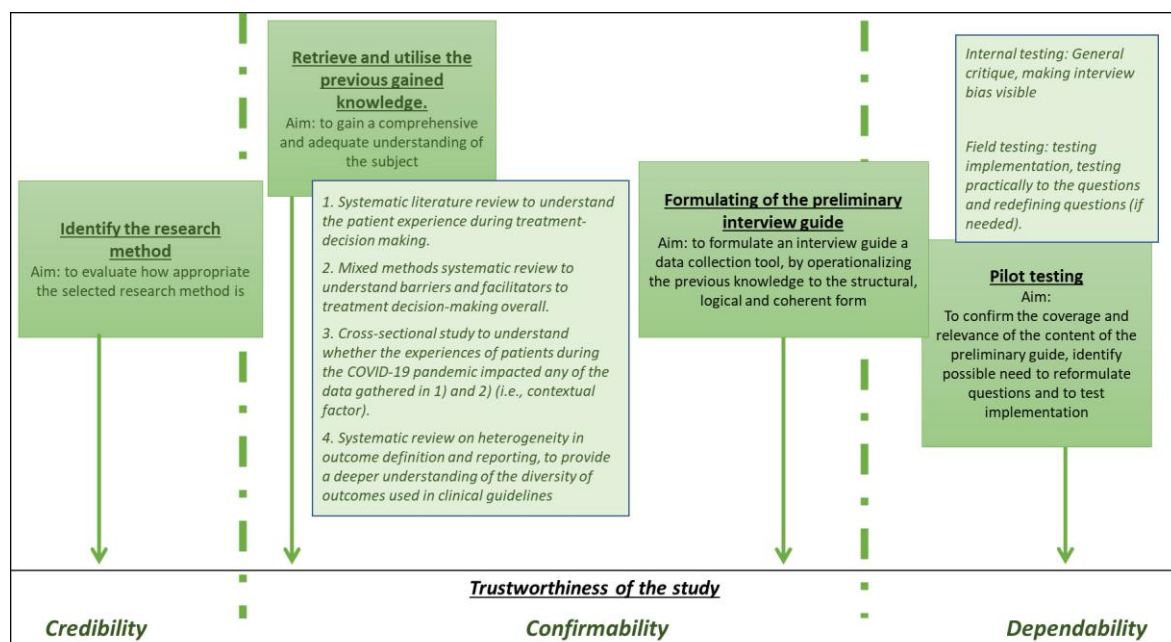 Identify the research
method
Aim: to evaluate how appropriate
the selected research method is
Retrieve and utilise the
previous gained
knowledge.
Aim: to gain a comprehensive
and adequate understanding of
the subject
1. Systematic literature review to understand
the patient experience during treatment-
decision making.
2. Mixed methods systematic review to
understand barriers and facilitators to
treatment decision-making overall.
3. Cross-sectional study to understand
whether the experiences of patients during
the COVID-19 pandemic impacted any of the
data gathered in 1) and 2) (i.e., contextual
factor).
4. Systematic review on heterogeneity in
outcome definition and reporting, to provide
a deeper understanding of the diversity of
outcomes used in clinical guidelines
Formulating of the preliminary
interview guide
Aim: to formulate an interview guide a
data collection tool, by operationalizing
the previous knowledge to the structural,
logical and coherent form
Internal testing: General
critique, making interview
bias visible
Field testing: testing
implementation, testing
practically to the questions
and redefining questions (if
needed).
Pilot testing
Aim:
To confirm the coverage and
relevance of the content of the
preliminary guide, identify
possible need to reformulate
questions and to test
implementation
Trustworthiness of the study
Credibility
Confirmability
Dependability